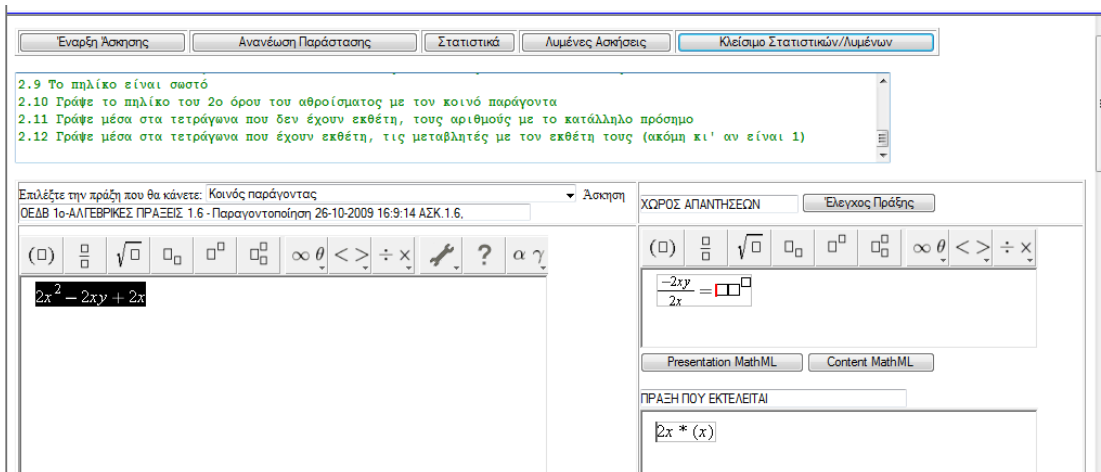 Έναρξη Άσκησης Ανανέωση Παράστασης Στατιστικά Λυμένες Ασκήσεις Κλείσιμο Στατιστικών/Λυμένων
2.9 Το πηλίκο είναι σωστό
2.10 Γράψε το πηλίκο του 2ο όρου του αθροίσματος με τον κοινό παράγοντα
2.11 Γράψε μέσα στα τετράγωνα που δεν έχουν εκθέτη, τους αριθμούς με το κατάλληλο πρόσημο
2.12 Γράψε μέσα στα τετράγωνα που έχουν εκθέτη, τις μεταβλητές με τον εκθέτη τους (ακόμη κι' αν είναι 1)
Επιλέξτε την πράξη που θα κάνετε: Κοινός παράγοντας Άσκηση
ΟΕΔΒ 1ο-ΑΛΓΕΒΡΙΚΕΣ ΠΡΑΞΕΙΣ 1.6 - Παραγοντοποίηση 26-10-2009 16:9:14 ΑΣΚ.1.6,
(□) □/□ √□ □□ □^□ □□^□ ∞ θ < > ÷ × ? α γ
2x² − 2xy + 2x
ΧΩΡΟΣ ΑΠΑΝΤΗΣΕΩΝ Έλεγχος Πράξης
(□) □/□ √□ □□ □^□ □□^□ ∞ θ < > ÷ ×
−2xy/2x = □□^□
Presentation MathML Content MathML
ΠΡΑΞΗ ΠΟΥ ΕΚΤΕΛΕΙΤΑΙ
2x * (x)